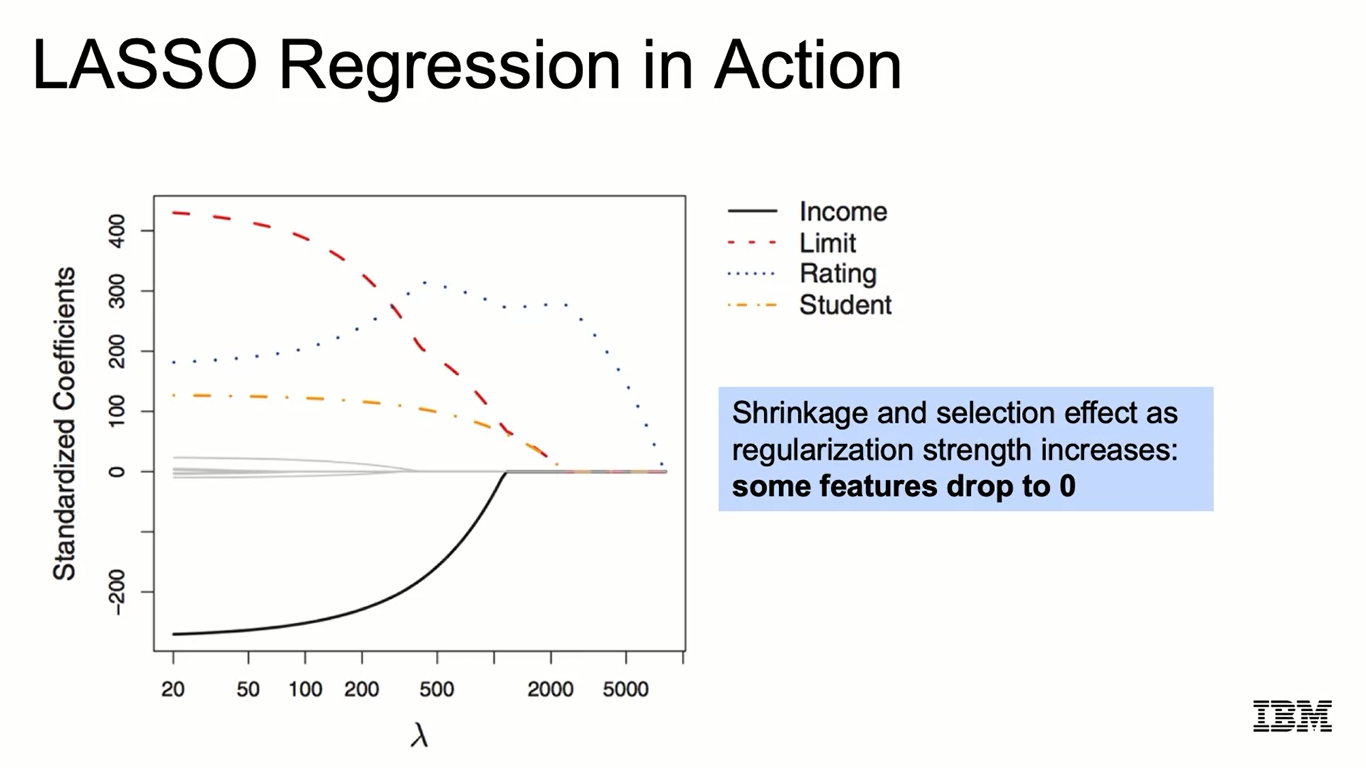 LASSO Regression in Action
Standardized Coefficients
400
300
200
100
0
−200
20 50 100 200 500 2000 5000
λ
Income
Limit
Rating
Student
Shrinkage and selection effect as
regularization strength increases:
some features drop to 0
IBM